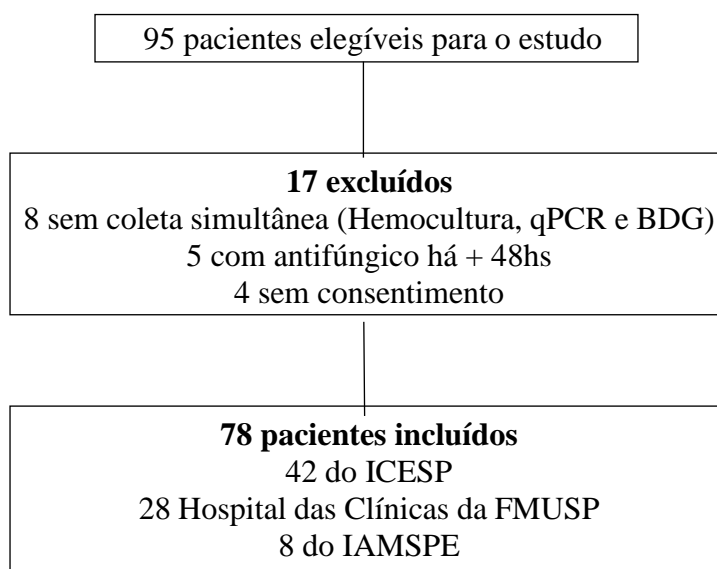 95 pacientes elegíveis para o estudo
17 excluídos
8 sem coleta simultânea (Hemocultura, qPCR e BDG)
5 com antifúngico há + 48hs
4 sem consentimento
78 pacientes incluídos
42 do ICESP
28 Hospital das Clínicas da FMUSP
8 do IAMSPE